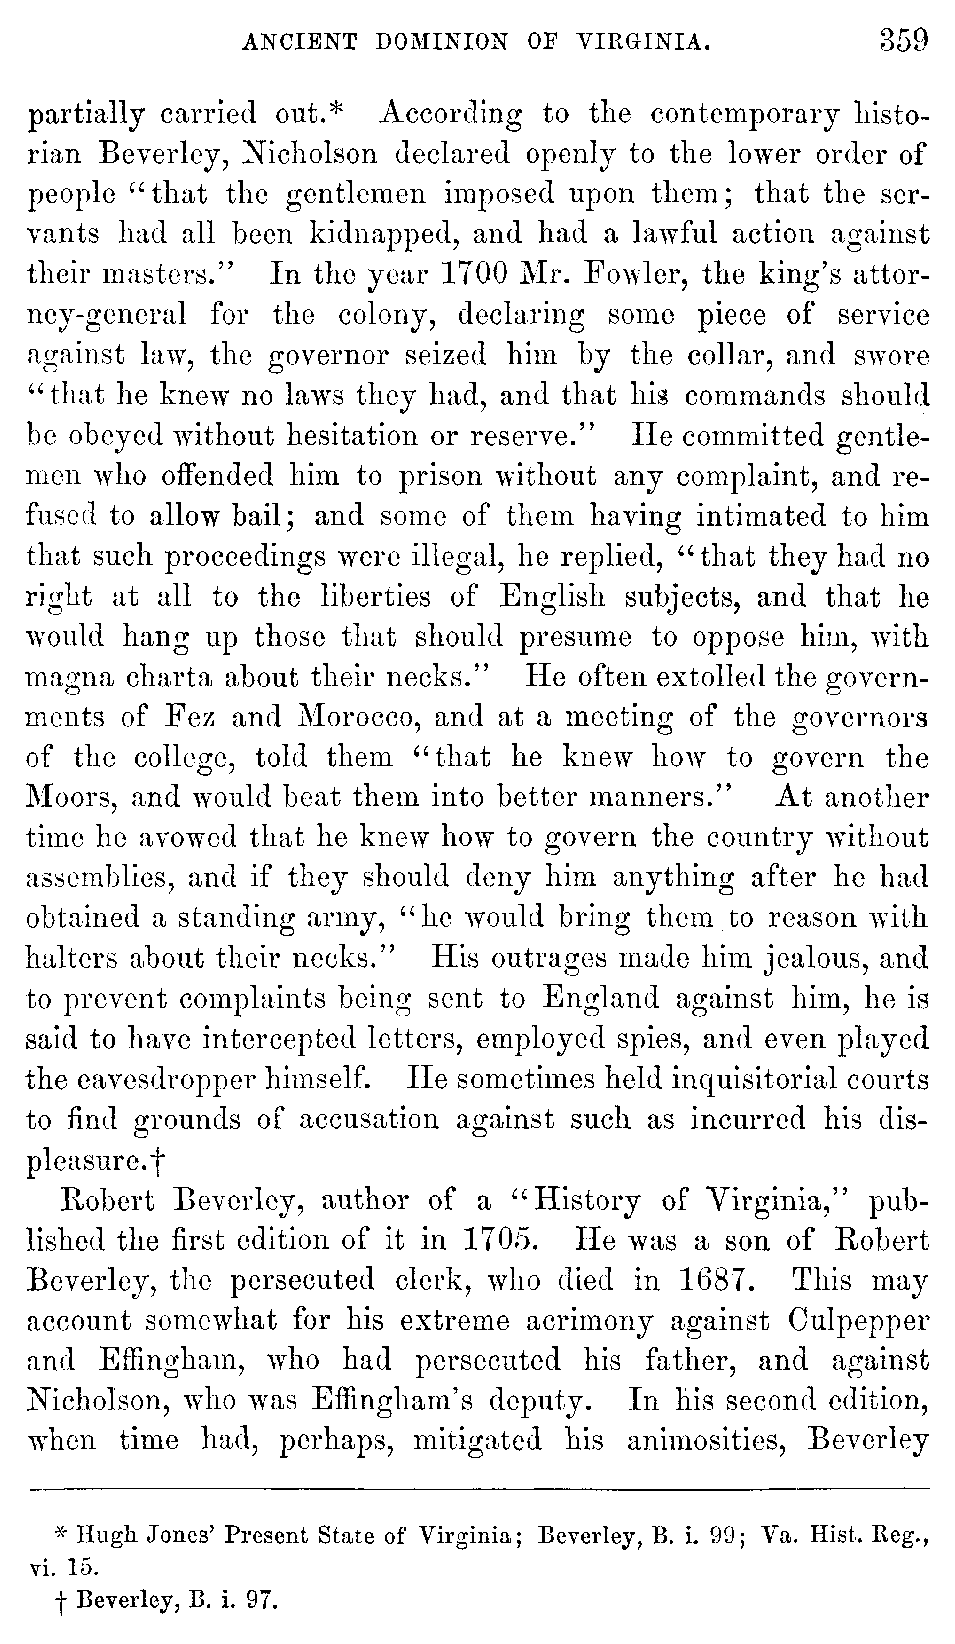 ANCIENT DOMINION OF VIRGINIA. 359
partially carried out.* According to the contemporary histo-
rian Beverley, Nicholson declared openly to the lower order of
people “that the gentlemen imposed upon them; that the ser-
vants had all been kidnapped, and had a lawful action against
their masters.” In the year 1700 Mr. Fowler, the king’s attor-
ney-general for the colony, declaring some piece of service
against law, the governor seized him by the collar, and swore
“that he knew no laws they had, and that his commands should
be obeyed without hesitation or reserve.” He committed gentle-
men who offended him to prison without any complaint, and re-
fused to allow bail; and some of them having intimated to him
that such proceedings were illegal, he replied, “that they had no
right at all to the liberties of English subjects, and that he
would hang up those that should presume to oppose him, with
magna charta about their necks.” He often extolled the govern-
ments of Fez and Morocco, and at a meeting of the governors
of the college, told them “that he knew how to govern the
Moors, and would beat them into better manners.” At another
time he avowed that he knew how to govern the country without
assemblies, and if they should deny him anything after he had
obtained a standing army, “he would bring them to reason with
halters about their necks.” His outrages made him jealous, and
to prevent complaints being sent to England against him, he is
said to have intercepted letters, employed spies, and even played
the eavesdropper himself. He sometimes held inquisitorial courts
to find grounds of accusation against such as incurred his dis-
pleasure.†
Robert Beverley, author of a “History of Virginia,” pub-
lished the first edition of it in 1705. He was a son of Robert
Beverley, the persecuted clerk, who died in 1687. This may
account somewhat for his extreme acrimony against Culpepper
and Effingham, who had persecuted his father, and against
Nicholson, who was Effingham’s deputy. In his second edition,
when time had, perhaps, mitigated his animosities, Beverley
* Hugh Jones’ Present State of Virginia; Beverley, B. i. 99; Va. Hist. Reg.,
vi. 15.
† Beverley, B. i. 97.